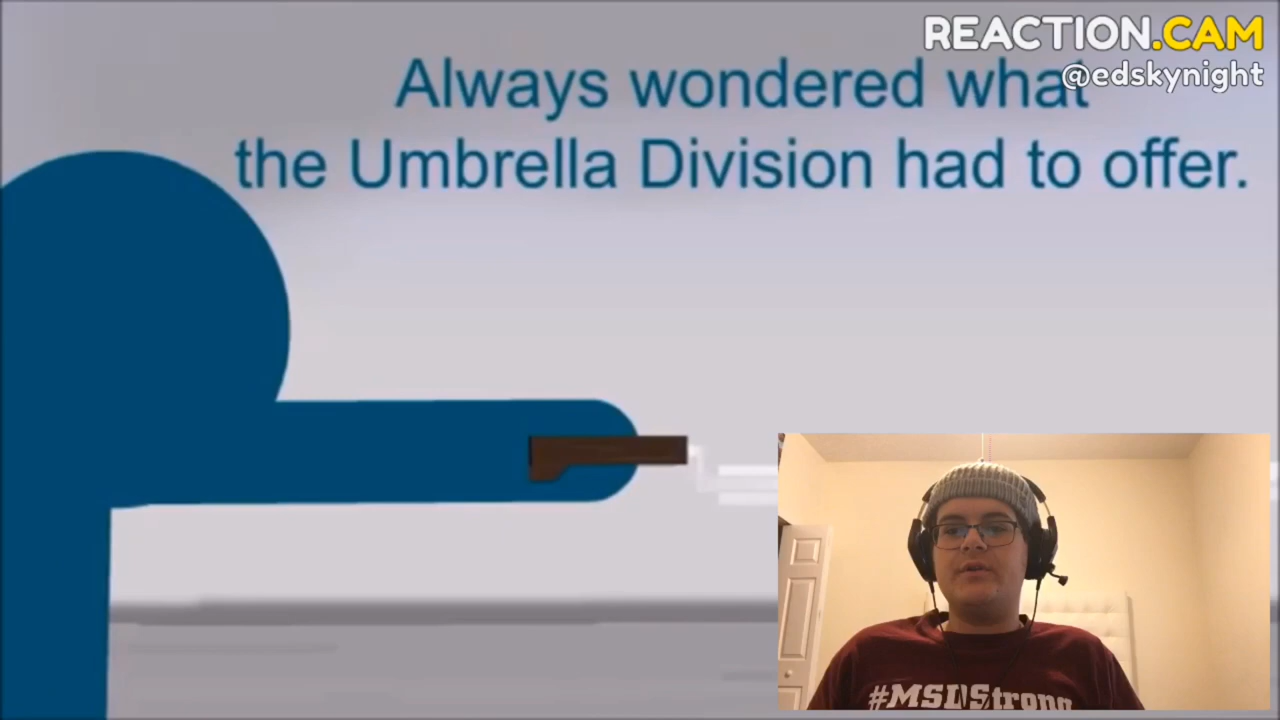 REACTION.CAM
@edskynight
Always wondered what
the Umbrella Division had to offer.
#MSDStrong